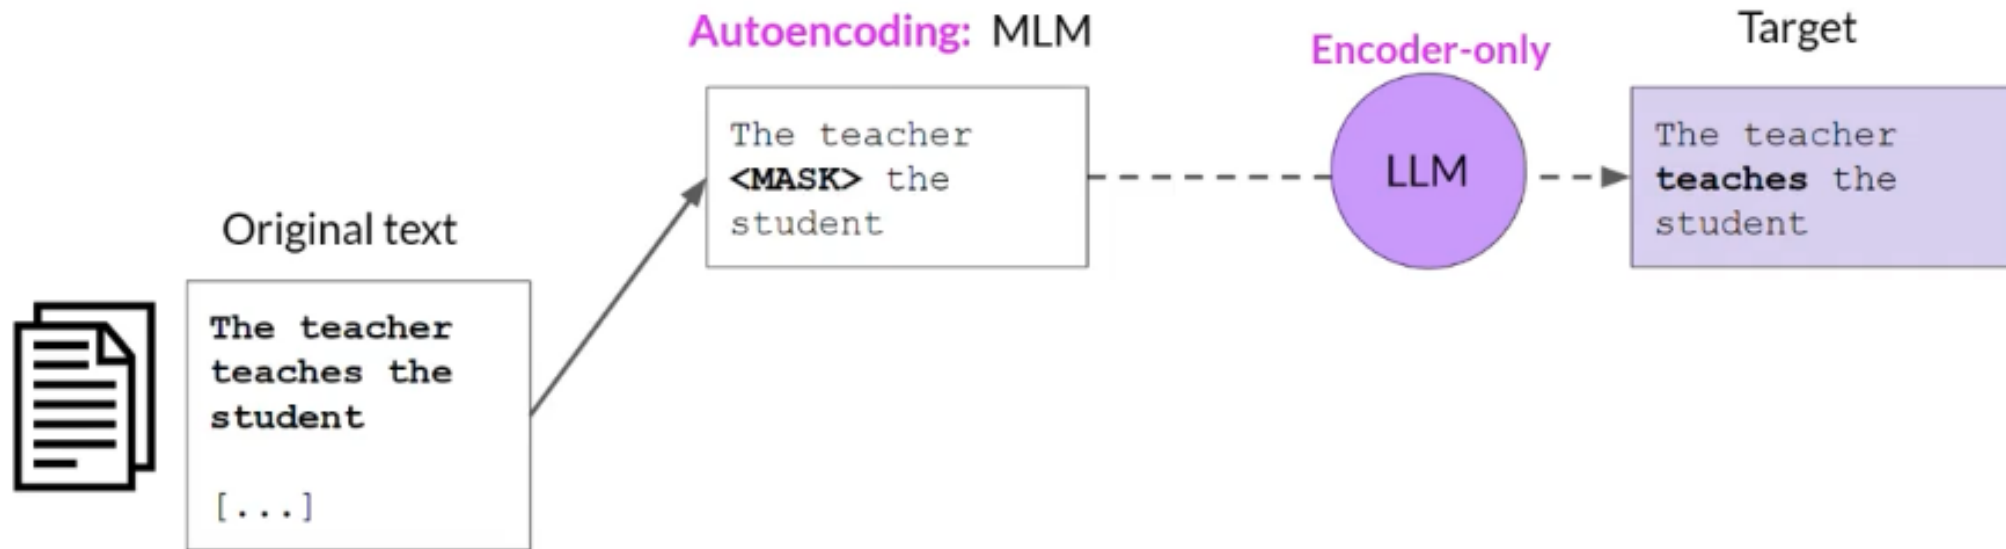 Autoencoding: MLM
Encoder-only
Target
The teacher
<MASK> the
student
LLM
The teacher
teaches the
student
Original text
The teacher
teaches the
student
[...]